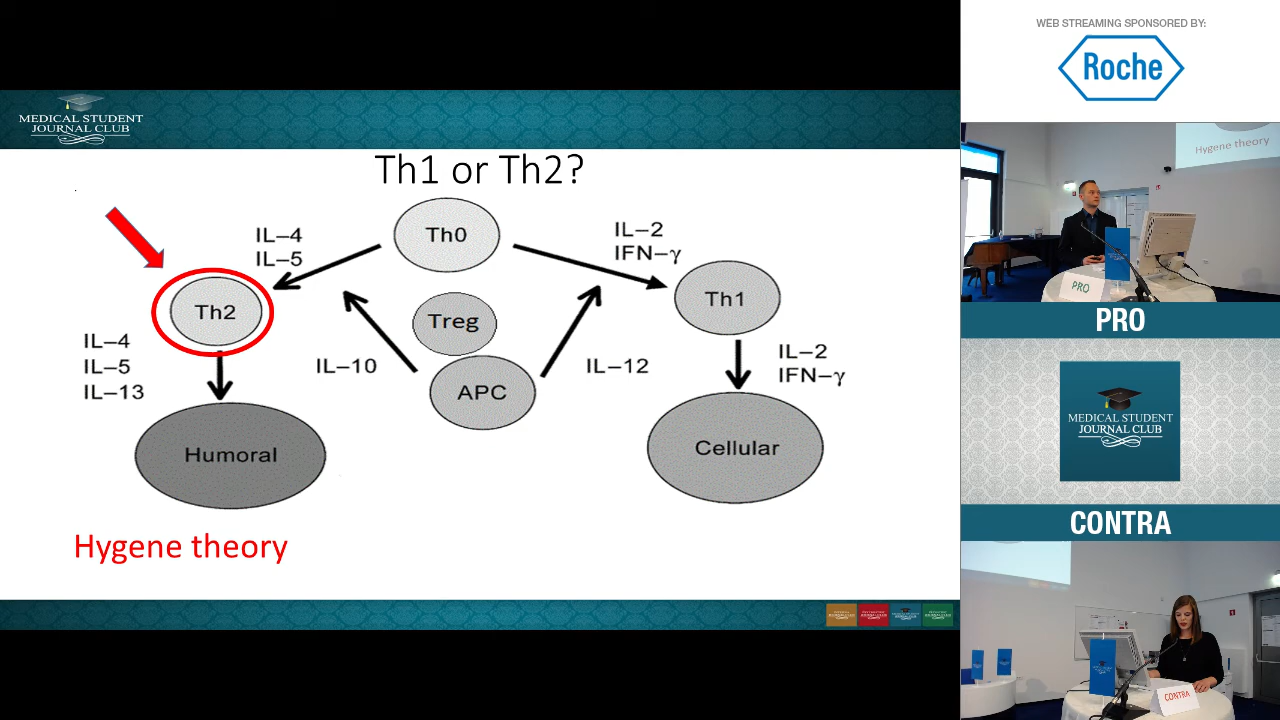 WEB STREAMING SPONSORED BY:
Roche
MEDICAL STUDENT
JOURNAL CLUB
Th1 or Th2?
Th0
IL–4
IL–5
IL–2
IFN–γ
Th2
Treg
Th1
IL–4
IL–5
IL–13
IL–10
APC
IL–12
IL–2
IFN–γ
Humoral
Cellular
Hygene theory
Hygene theory
PRO
PRO
MEDICAL STUDENT
JOURNAL CLUB
CONTRA
CONTRA